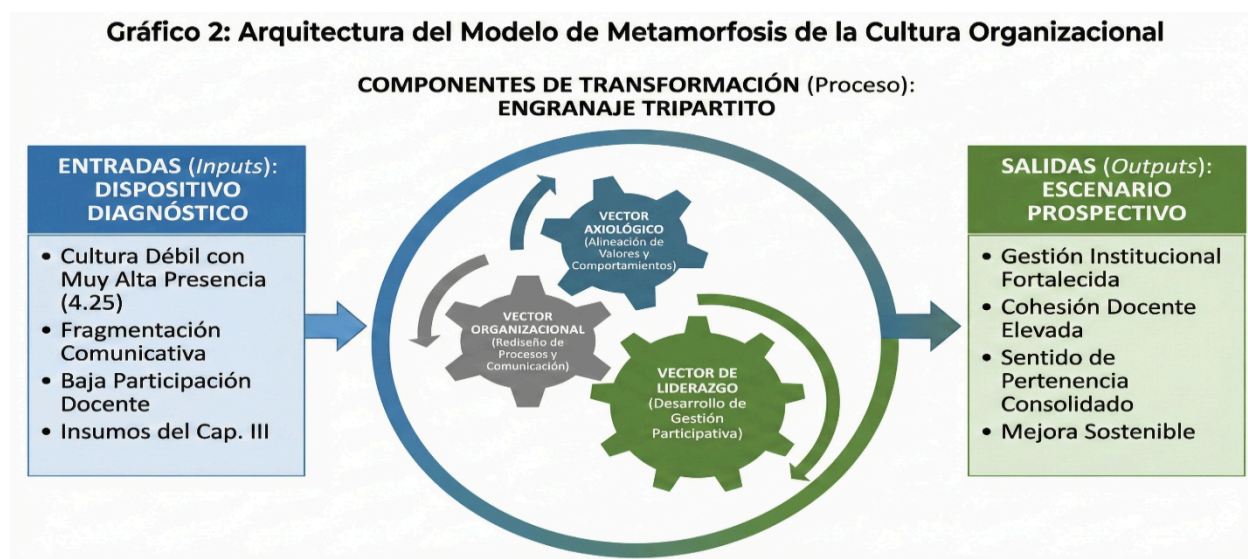 Gráfico 2: Arquitectura del Modelo de Metamorfosis de la Cultura Organizacional
COMPONENTES DE TRANSFORMACIÓN (Proceso):
ENGRANAJE TRIPARTITO
ENTRADAS (Inputs):
DISPOSITIVO
DIAGNÓSTICO
• Cultura Débil con
Muy Alta Presencia
(4.25)
• Fragmentación
Comunicativa
• Baja Participación
Docente
• Insumos del Cap. III
VECTOR
AXIOLÓGICO
(Alineación de
Valores y
Comportamientos)
VECTOR
ORGANIZACIONAL
(Rediseño de
Procesos y
Comunicación)
VECTOR DE
LIDERAZGO
(Desarrollo de
Gestión
Participativa)
SALIDAS (Outputs):
ESCENARIO
PROSPECTIVO
• Gestión Institucional
Fortalecida
• Cohesión Docente
Elevada
• Sentido de
Pertenencia
Consolidado
• Mejora Sostenible